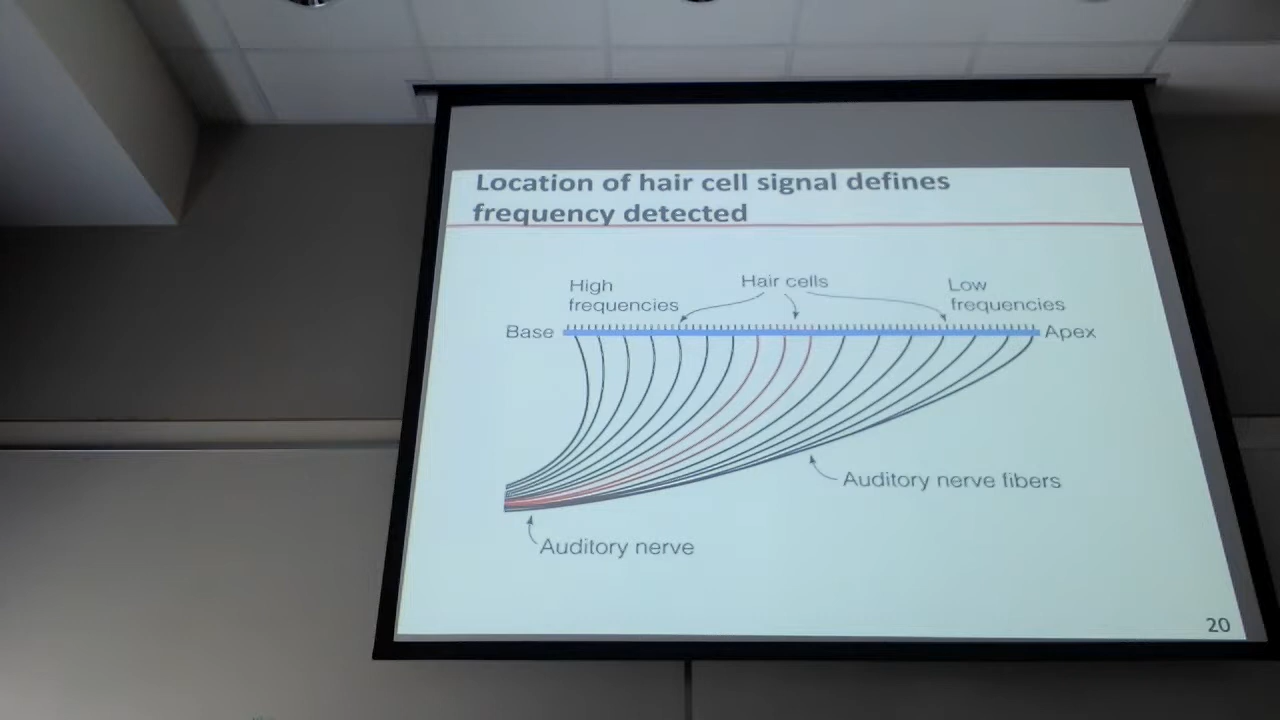 Location of hair cell signal defines
frequency detected
High
frequencies
Hair cells
Low
frequencies
Base
Apex
Auditory nerve fibers
Auditory nerve
20